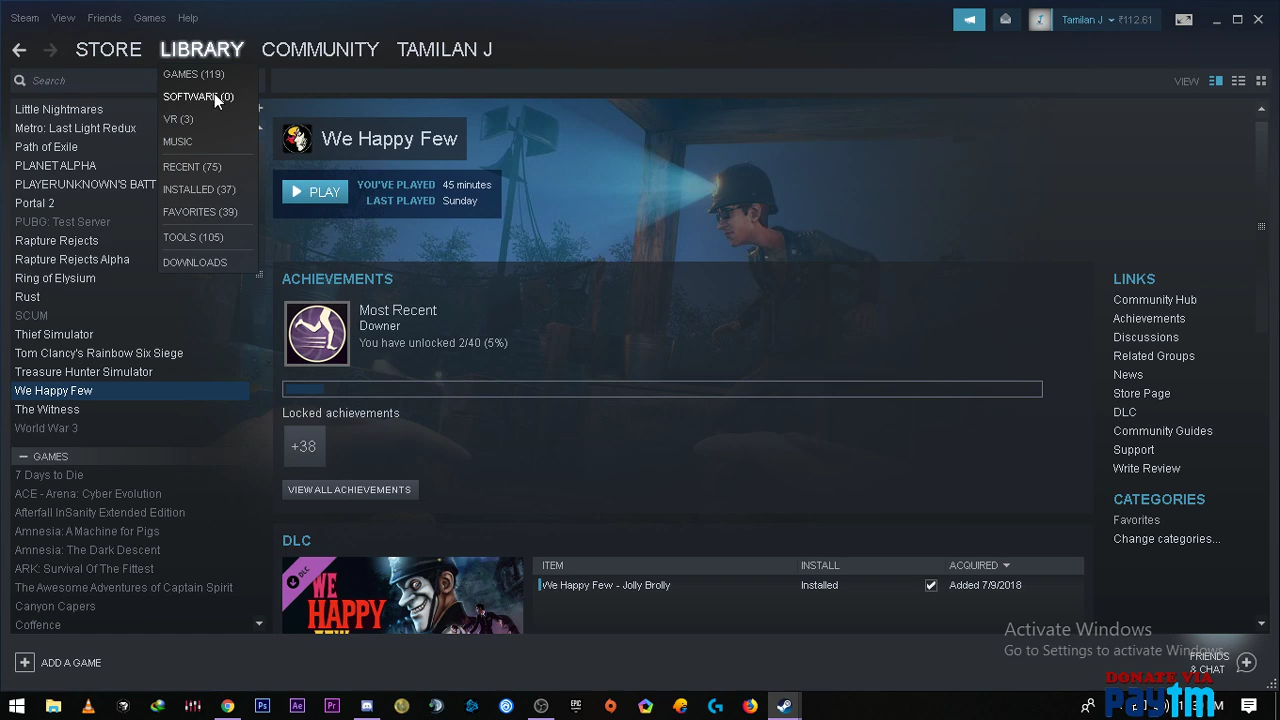 Steam View Friends Games Help
Tamilan J ₹112.61
STORE LIBRARY COMMUNITY TAMILAN J
Search
VIEW
GAMES (119)
SOFTWARE (0)
VR (3)
MUSIC
RECENT (75)
INSTALLED (37)
FAVORITES (39)
TOOLS (105)
DOWNLOADS
Little Nightmares
Metro: Last Light Redux
Path of Exile
PLANET ALPHA
PLAYERUNKNOWN'S BATT
Portal 2
PUBG: Test Server
Rapture Rejects
Rapture Rejects Alpha
Ring of Elysium
Rust
SCUM
Thief Simulator
Tom Clancy's Rainbow Six Siege
Treasure Hunter Simulator
We Happy Few
The Witness
World War 3
GAMES
7 Days to Die
ACE - Arena: Cyber Evolution
Afterfall InSanity Extended Edition
Amnesia: A Machine for Pigs
Amnesia: The Dark Descent
ARK: Survival Of The Fittest
The Awesome Adventures of Captain Spirit
Canyon Capers
Coffence
ADD A GAME
We Happy Few
PLAY
YOU'VE PLAYED 45 minutes
LAST PLAYED Sunday
ACHIEVEMENTS
Most Recent
Downer
You have unlocked 2/40 (5%)
Locked achievements
+38
VIEW ALL ACHIEVEMENTS
DLC
WE
HAPPY
FEW
ITEM INSTALL ACQUIRED
We Happy Few - Jolly Brolly Installed Added 7/9/2018
LINKS
Community Hub
Achievements
Discussions
Related Groups
News
Store Page
DLC
Community Guides
Support
Write Review
CATEGORIES
Favorites
Change categories...
Activate Windows
Go to Settings to activate Windows.
FRIENDS
& CHAT
DONATE VIA
paytm
Ps Ae Pr
EPIC